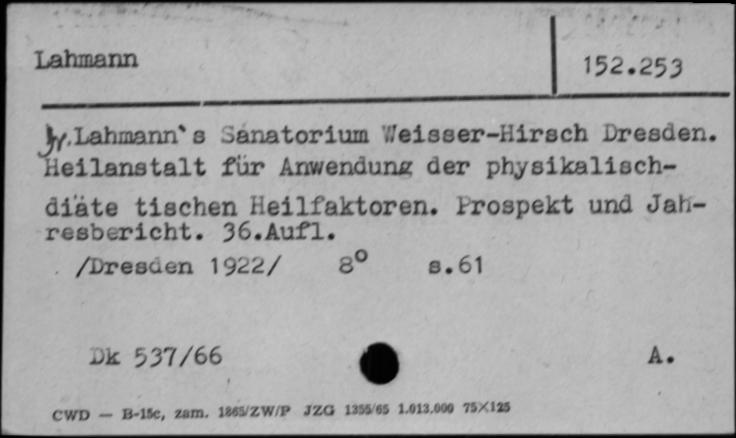 Lahmann
152.253
Lahmann`s Sanatorium Weisser-Hirsch Dresden.
Heilanstalt für Anwendung der physikalisch-
diäte tischen Heilfaktoren. Prospekt und Jah-
resbericht. 36.Aufl.
/Dresden 1922/ 8° s.61
Dk 537/66 A.
CWD — B-15c, zam. 1865/ZW/P JZG 1355/65 1.013.000 75×125